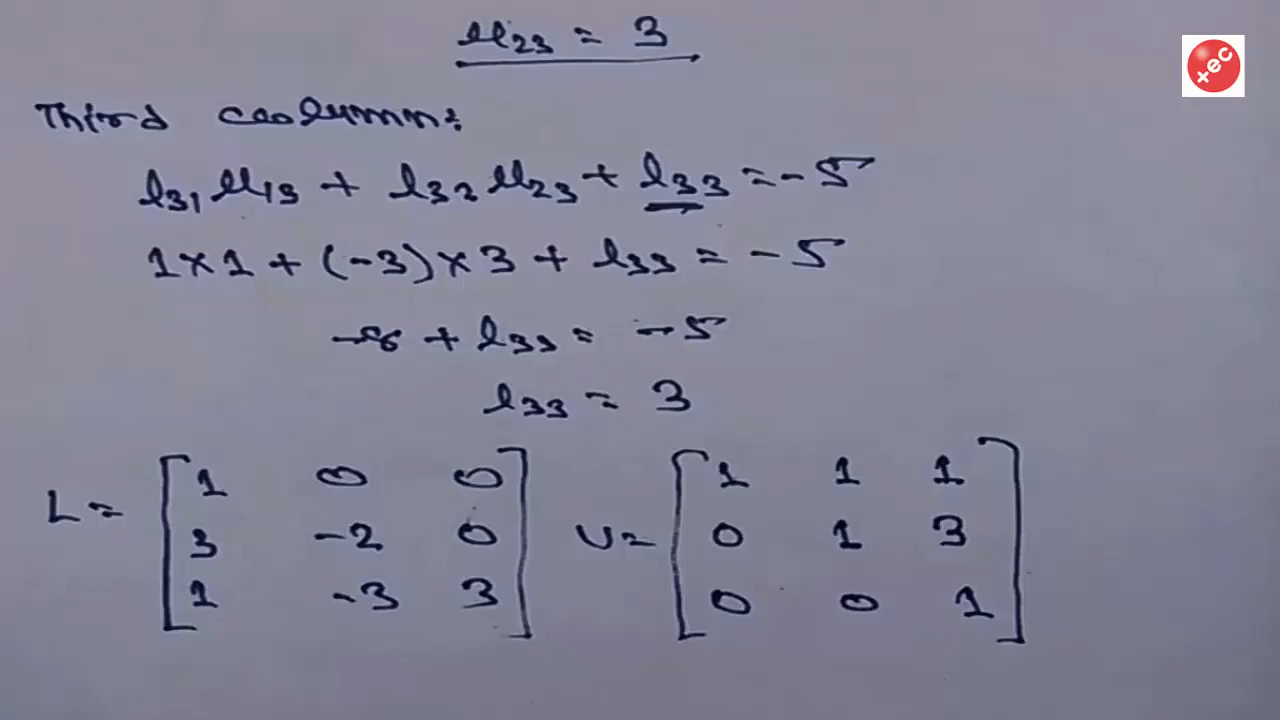 u23 = 3
Third coolumn:
l31 u13 + l32 u23 + l33 = -5
1×1 + (-3)×3 + l33 = -5
-8 + l33 = -5
l33 = 3
L = [1 0 0 U = [1 1 1
3 -2 0 0 1 3
1 -3 3] 0 0 1]
+ec